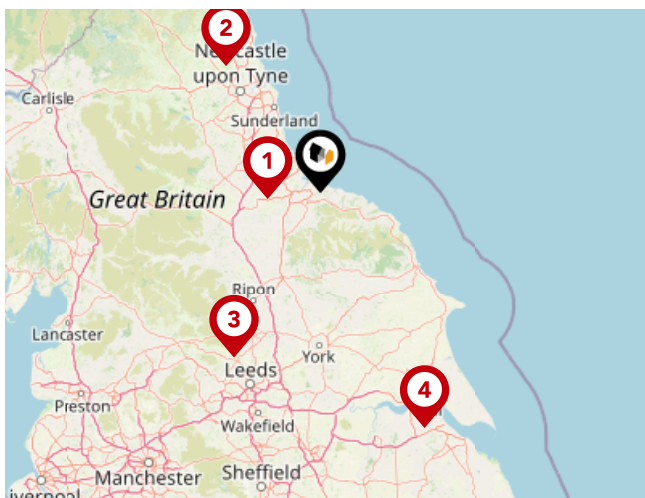 2
Newcastle
upon Tyne
Carlisle
Sunderland
1
Great Britain
Ripon
3
Lancaster
York
Leeds
4
Preston
Wakefield
Manchester
Sheffield